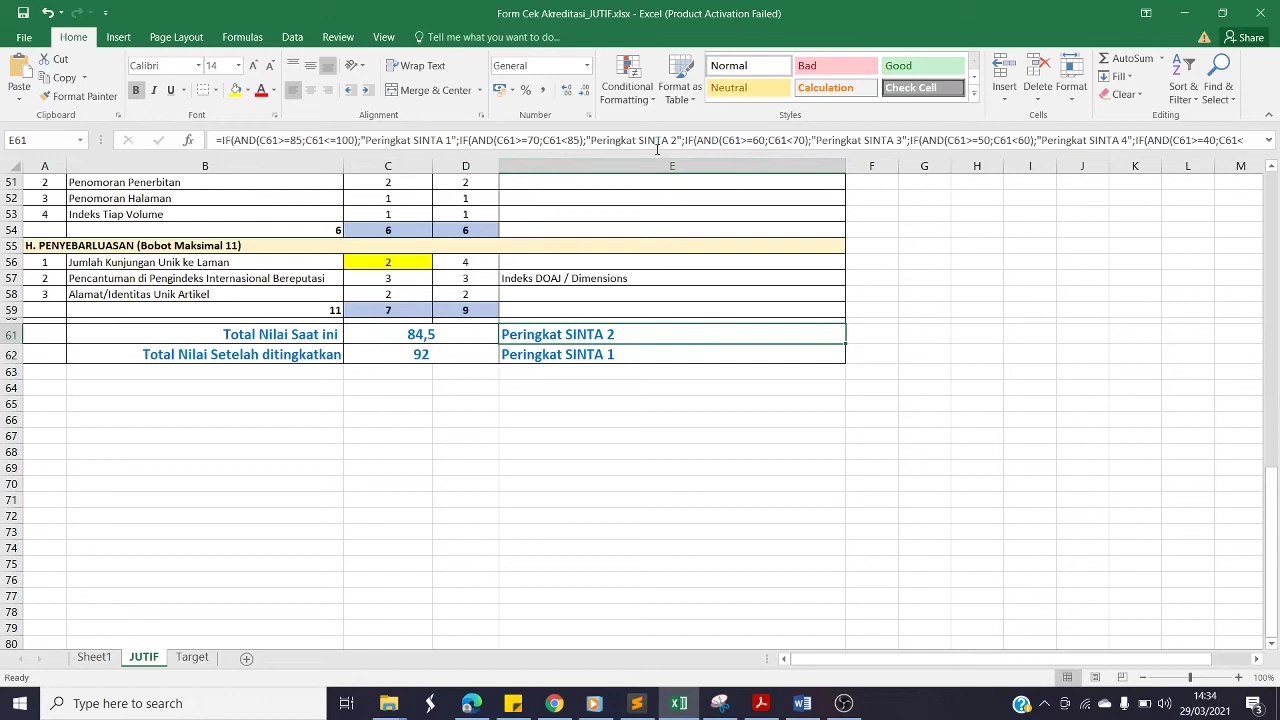 Form Cek Akreditasi_JUTIF.xlsx - Excel (Product Activation Failed)
File Home Insert Page Layout Formulas Data Review View Tell me what you want to do... Share
Paste Cut Copy Format Painter Clipboard
Calibri 14 B I U Font
Wrap Text Merge & Center Alignment
General % Number
Conditional Formatting Format as Table
Normal Bad Good
Neutral Calculation Check Cell
Styles
Insert Delete Format Cells
AutoSum Fill Clear Sort & Filter Find & Select Editing
E61 fx =IF(AND(C61>=85;C61<=100);"Peringkat SINTA 1";IF(AND(C61>=70;C61<85);"Peringkat SINTA 2";IF(AND(C61>=60;C61<70);"Peringkat SINTA 3";IF(AND(C61>=50;C61<60);"Peringkat SINTA 4";IF(AND(C61>=40;C61<
A B C D E F G H I J K L M
51 2 Penomoran Penerbitan 2 2
52 3 Penomoran Halaman 1 1
53 4 Indeks Tiap Volume 1 1
54 6 6 6
55 H. PENYEBARLUASAN (Bobot Maksimal 11)
56 1 Jumlah Kunjungan Unik ke Laman 2 4
57 2 Pencantuman di Pengindeks Internasional Bereputasi 3 3 Indeks DOAJ / Dimensions
58 3 Alamat/Identitas Unik Artikel 2 2
59 11 7 9
61 Total Nilai Saat ini 84,5 Peringkat SINTA 2
62 Total Nilai Setelah ditingkatkan 92 Peringkat SINTA 1
63
64
65
66
67
68
69
70
71
72
73
74
75
76
77
78
79
80
Sheet1 JUTIF Target
Ready 100%
Type here to search
14:34
29/03/2021